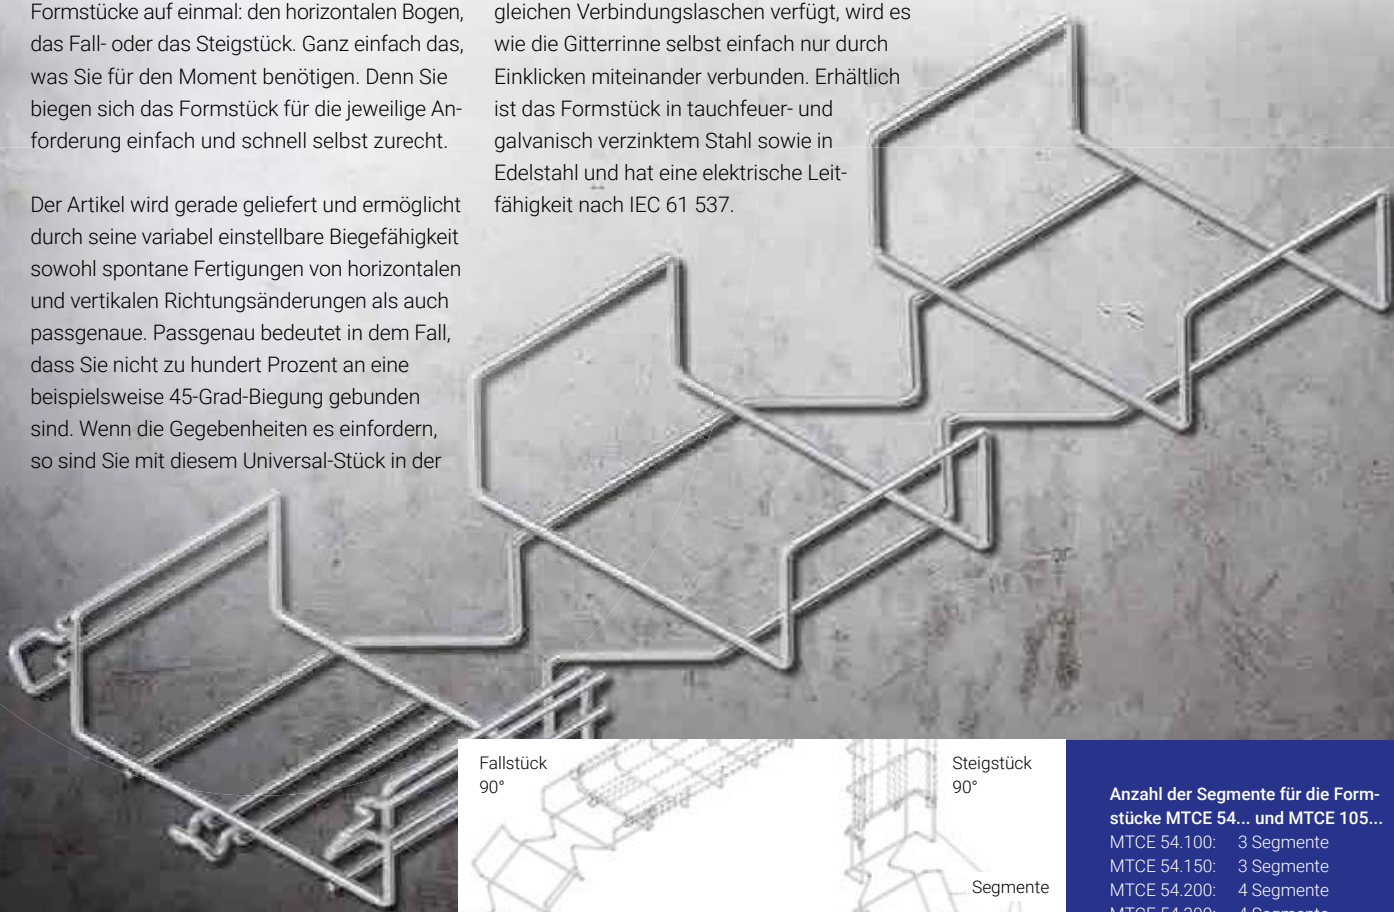 Formstücke auf einmal: den horizontalen Bogen,
das Fall- oder das Steigstück. Ganz einfach das,
was Sie für den Moment benötigen. Denn Sie
biegen sich das Formstück für die jeweilige An-
forderung einfach und schnell selbst zurecht.
Der Artikel wird gerade geliefert und ermöglicht
durch seine variabel einstellbare Biegefähigkeit
sowohl spontane Fertigungen von horizontalen
und vertikalen Richtungsänderungen als auch
passgenaue. Passgenau bedeutet in dem Fall,
dass Sie nicht zu hundert Prozent an eine
beispielsweise 45-Grad-Biegung gebunden
sind. Wenn die Gegebenheiten es einfordern,
so sind Sie mit diesem Universal-Stück in der
gleichen Verbindungslaschen verfügt, wird es
wie die Gitterrinne selbst einfach nur durch
Einklicken miteinander verbunden. Erhältlich
ist das Formstück in tauchfeuer- und
galvanisch verzinktem Stahl sowie in
Edelstahl und hat eine elektrische Leit-
fähigkeit nach IEC 61 537.
Fallstück
90°
Steigstück
90°
Segmente
Anzahl der Segmente für die Form-
stücke MTCE 54... und MTCE 105...
MTCE 54.100: 3 Segmente
MTCE 54.150: 3 Segmente
MTCE 54.200: 4 Segmente